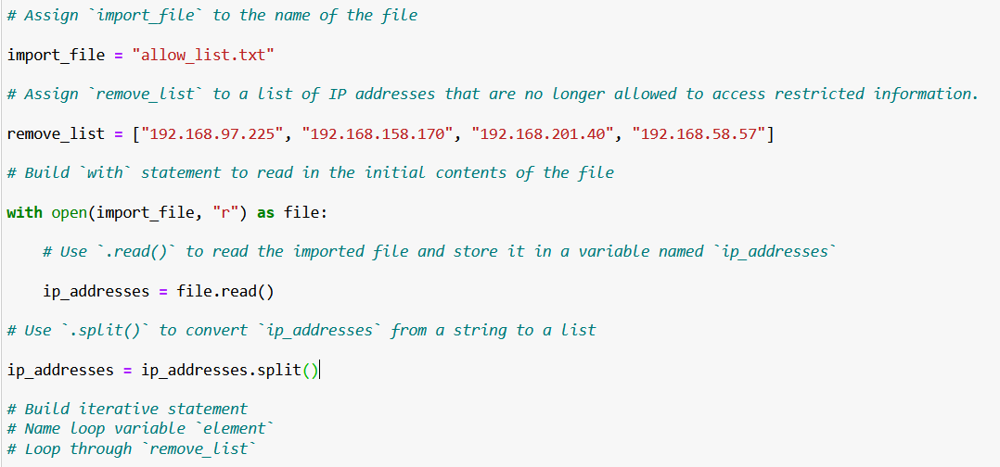 # Assign `import_file` to the name of the file
import_file = "allow_list.txt"
# Assign `remove_list` to a list of IP addresses that are no longer allowed to access restricted information.
remove_list = ["192.168.97.225", "192.168.158.170", "192.168.201.40", "192.168.58.57"]
# Build `with` statement to read in the initial contents of the file
with open(import_file, "r") as file:
    # Use `.read()` to read the imported file and store it in a variable named `ip_addresses`
    ip_addresses = file.read()
# Use `.split()` to convert `ip_addresses` from a string to a list
ip_addresses = ip_addresses.split()
# Build iterative statement
# Name loop variable `element`
# Loop through `remove_list`